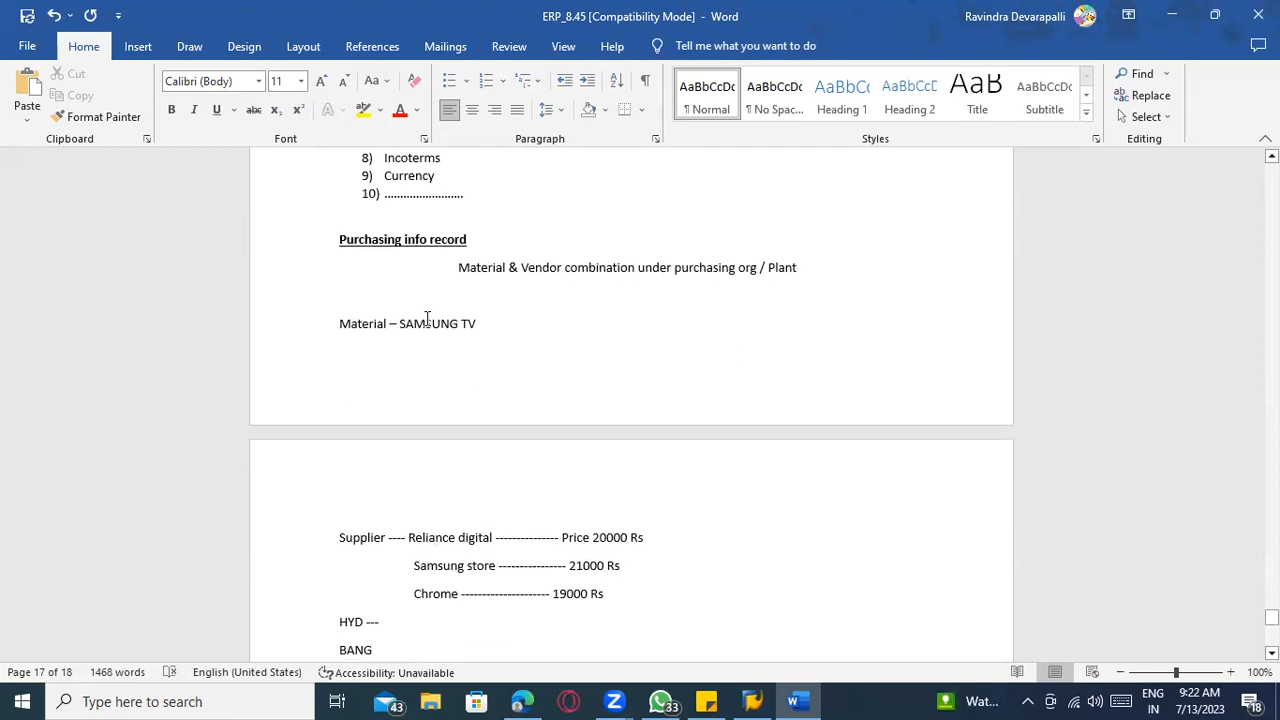 ERP_8.45 [Compatibility Mode] - Word
Ravindra Devarapalli
File Home Insert Draw Design Layout References Mailings Review View Help Tell me what you want to do
Paste
Cut
Copy
Format Painter
Clipboard
Calibri (Body) 11
Font
Paragraph
AaBbCcDc AaBbCcDc AaBbC( AaBbCcD AaB AaBbCcD
¶ Normal ¶ No Spac... Heading 1 Heading 2 Title Subtitle
Styles
Find
Replace
Select
Editing
8) Incoterms
9) Currency
10) .........................
Purchasing info record
Material & Vendor combination under purchasing org / Plant
Material – SAMSUNG TV
Supplier ---- Reliance digital --------------- Price 20000 Rs
Samsung store ---------------- 21000 Rs
Chrome --------------------- 19000 Rs
HYD ---
BANG
Page 17 of 18 1468 words English (United States) Accessibility: Unavailable 100%
Type here to search
43
33
Wat...
ENG
IN
9:22 AM
7/13/2023
18